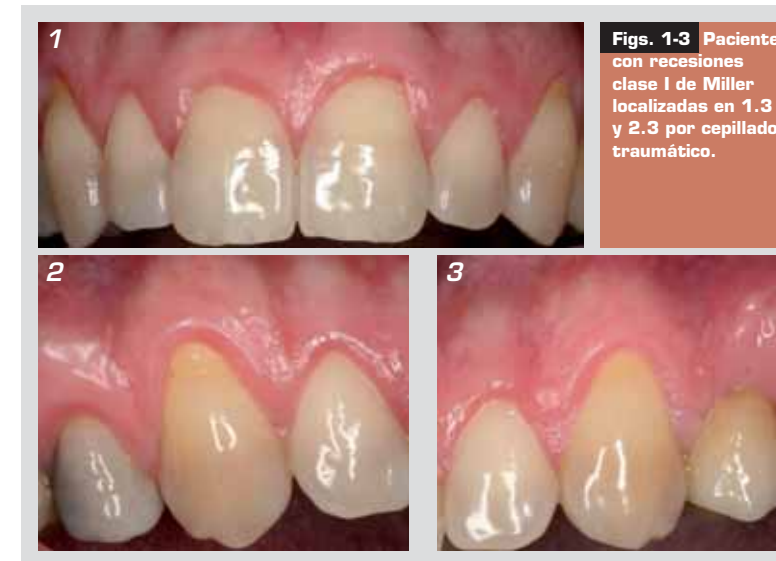 1
Figs. 1-3 Paciente
con recesiones
clase I de Miller
localizadas en 1.3
y 2.3 por cepillado
traumático.
2
3